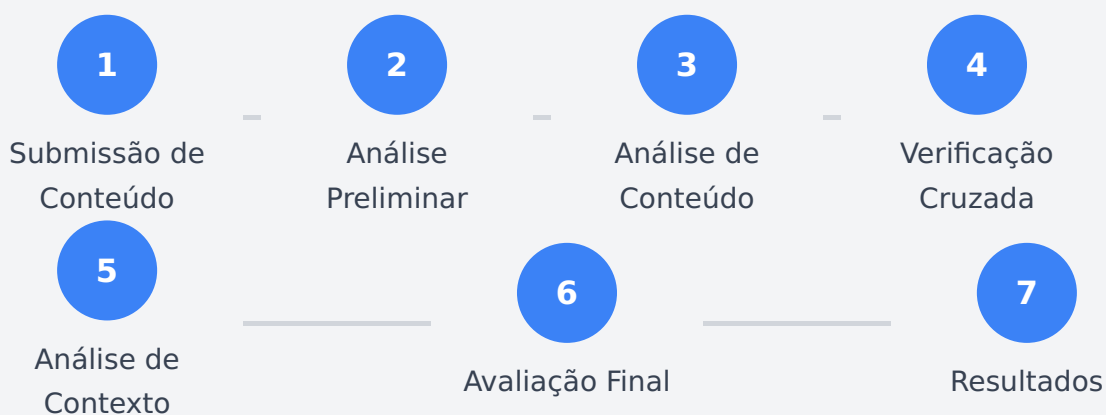 1
Submissão de
Conteúdo
2
Análise
Preliminar
3
Análise de
Conteúdo
4
Verificação
Cruzada
5
Análise de
Contexto
6
Avaliação Final
7
Resultados